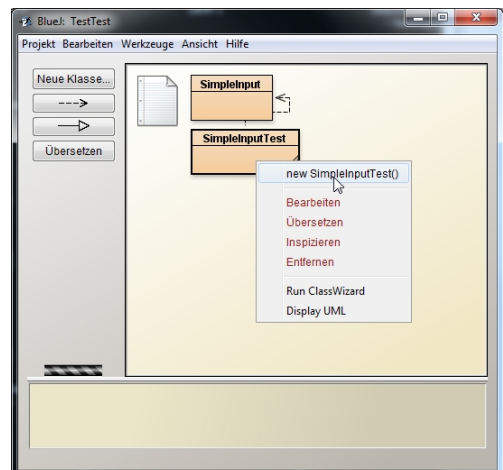 BlueJ: TestTest
Projekt Bearbeiten Werkzeuge Ansicht Hilfe
Neue Klasse...
Übersetzen
SimpleInput
SimpleInputTest
new SimpleInputTest()
Bearbeiten
Übersetzen
Inspizieren
Entfernen
Run ClassWizard
Display UML